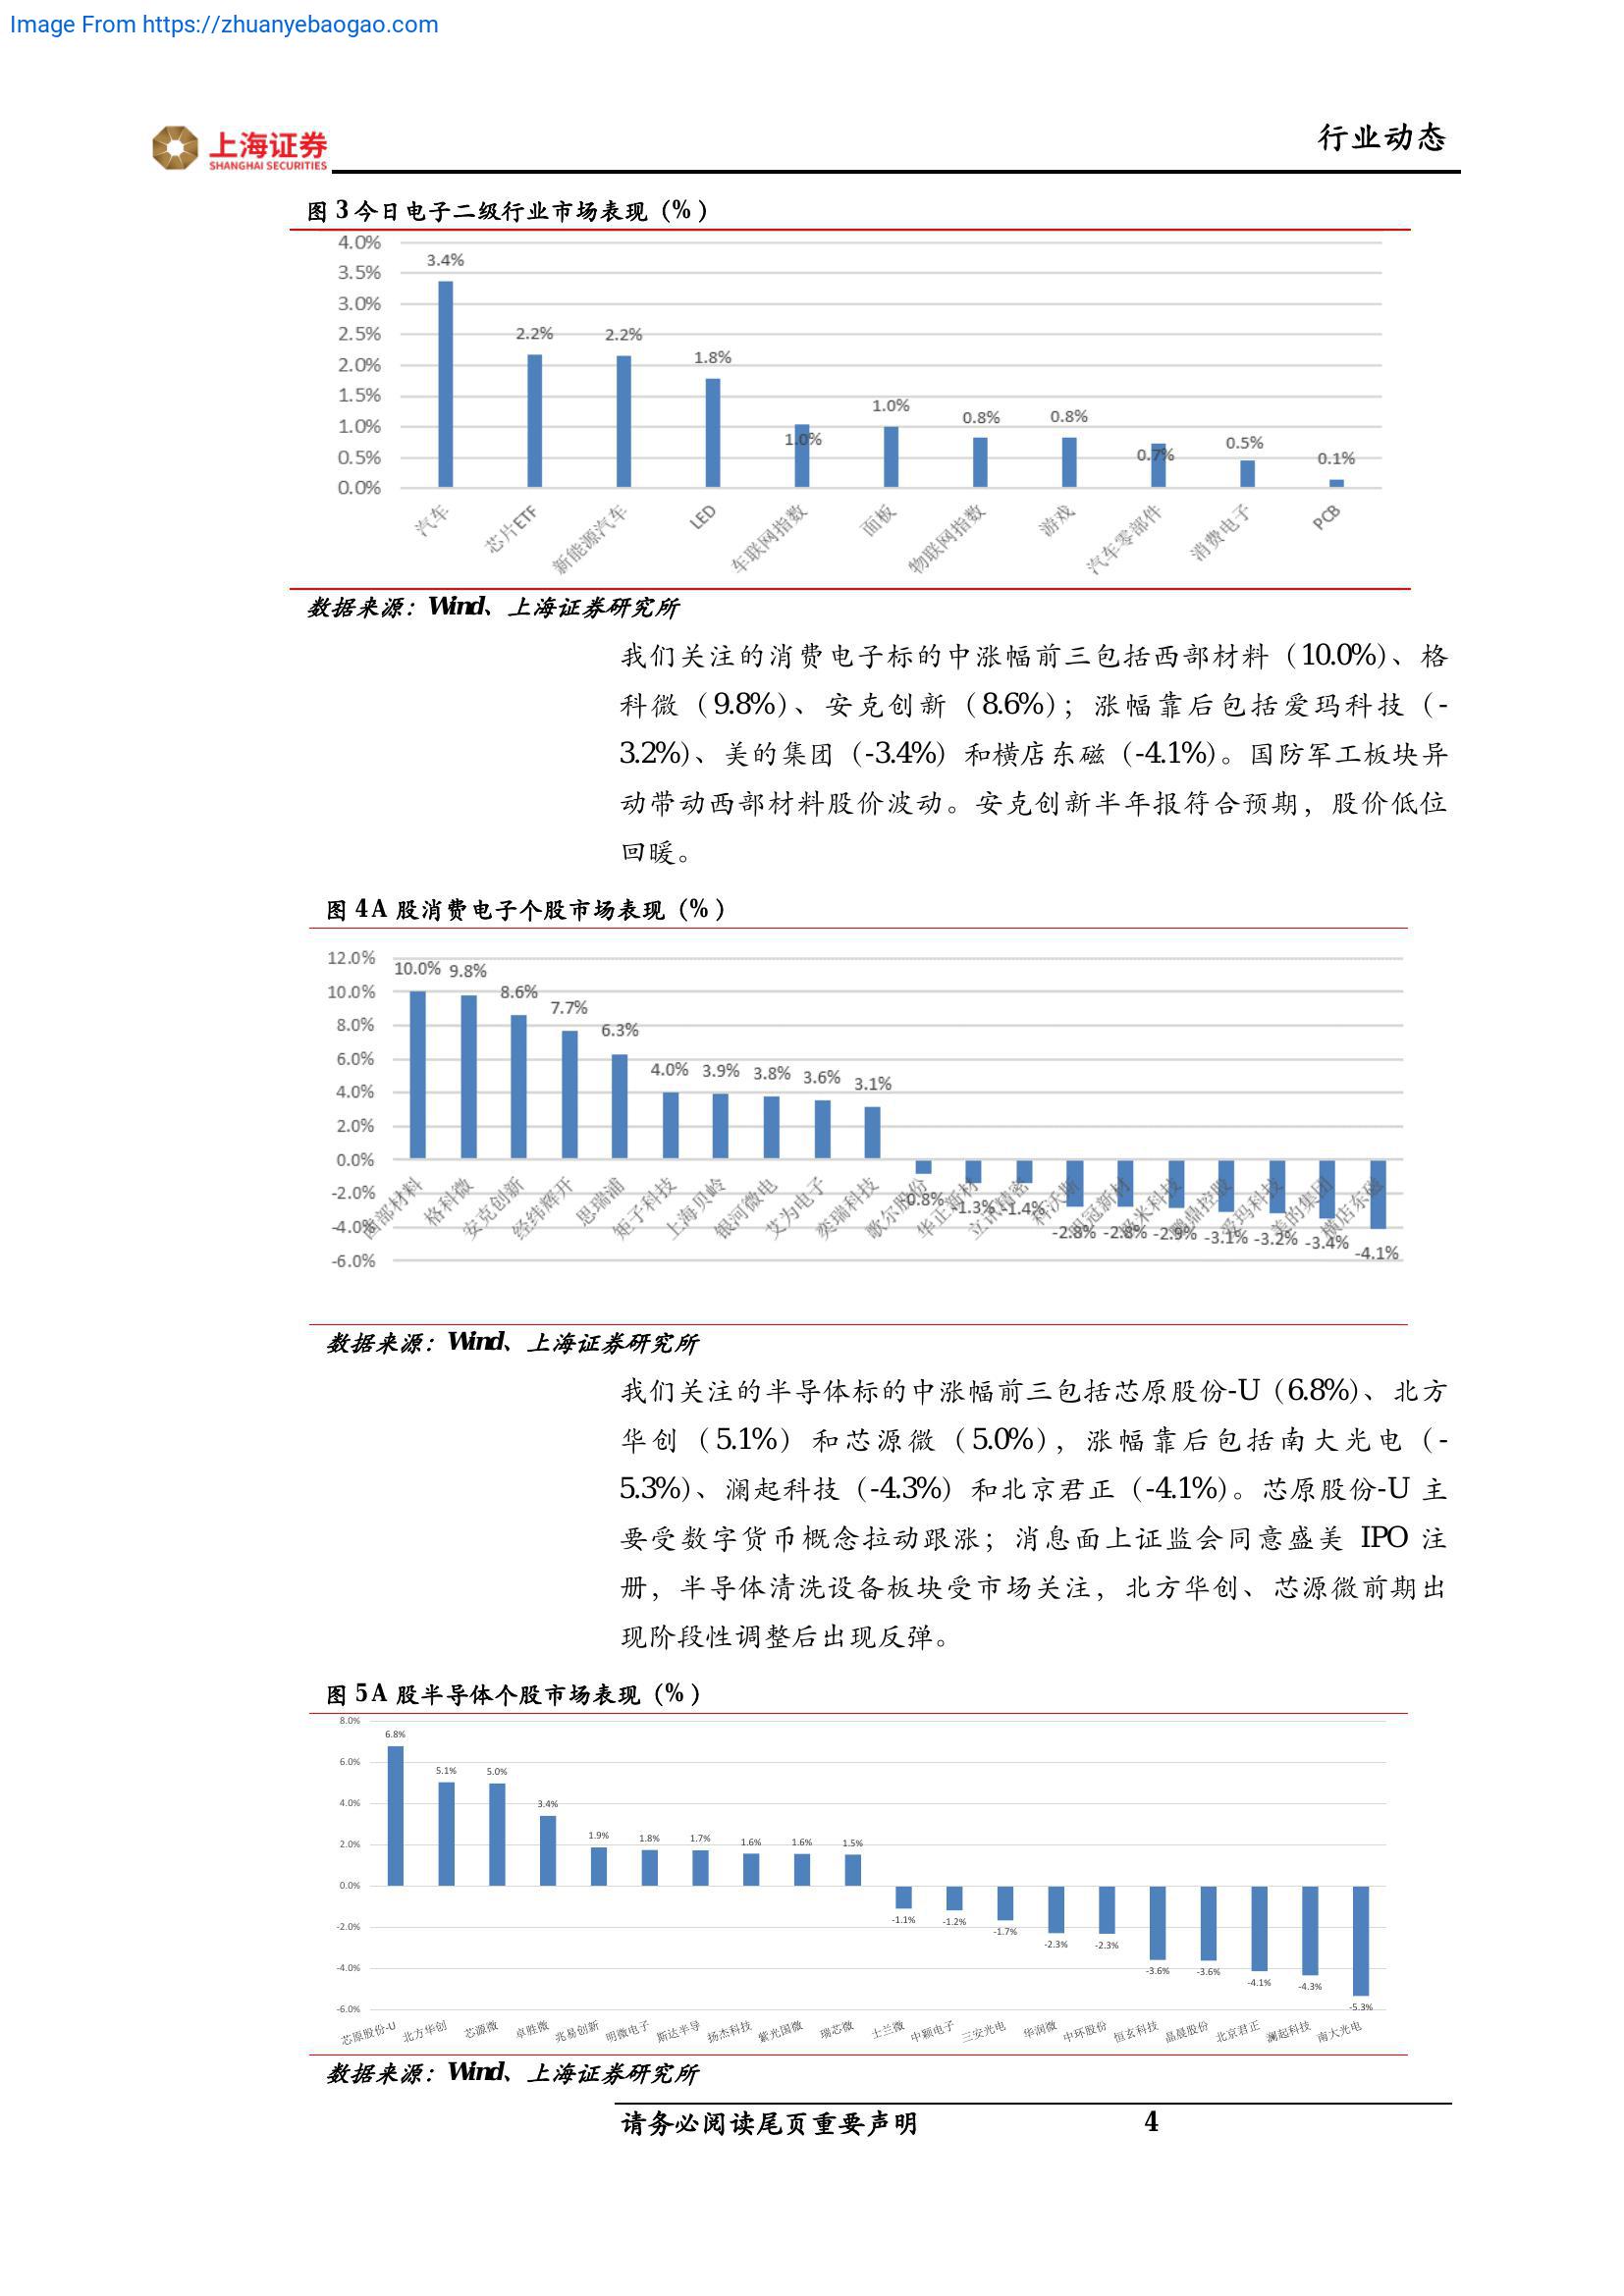 Image From https://zhuanyebaogao.com
上海证券
SHANGHAI SECURITIES
行业动态
图 3 今日电子二级行业市场表现（%）
4.0%
3.5%
3.0%
2.5%
2.0%
1.5%
1.0%
0.5%
0.0%
3.4%
2.2%
2.2%
1.8%
1.0%
1.0%
0.8%
0.8%
0.7%
0.5%
0.1%
汽车
芯片ETF
新能源汽车
LED
车联网指数
面板
物联网指数
游戏
汽车零部件
消费电子
PCB
数据来源：Wind、上海证券研究所
我们关注的消费电子标的中涨幅前三包括西部材料（10.0%）、格
科微（9.8%）、安克创新（8.6%）；涨幅靠后包括爱玛科技（-
3.2%）、美的集团（-3.4%）和横店东磁（-4.1%）。国防军工板块异
动带动西部材料股价波动。安克创新半年报符合预期，股价低位
回暖。
图 4 A 股消费电子个股市场表现（%）
12.0%
10.0%
8.0%
6.0%
4.0%
2.0%
0.0%
-2.0%
-4.0%
-6.0%
10.0%
9.8%
8.6%
7.7%
6.3%
4.0%
3.9%
3.8%
3.6%
3.1%
-0.8%
-1.3%
-1.4%
-2.8%
-2.8%
-2.9%
-3.1%
-3.2%
-3.4%
-4.1%
西部材料
格科微
安克创新
经纬辉开
思瑞浦
矩子科技
上海贝岭
银河微电
艾为电子
奕瑞科技
歌尔股份
华正新材
立讯精密
科沃斯
鹏鼎控股
爱玛科技
美的集团
横店东磁
数据来源：Wind、上海证券研究所
我们关注的半导体标的中涨幅前三包括芯原股份-U（6.8%）、北方
华创（5.1%）和芯源微（5.0%），涨幅靠后包括南大光电（-
5.3%）、澜起科技（-4.3%）和北京君正（-4.1%）。芯原股份-U 主
要受数字货币概念拉动跟涨；消息面上证监会同意盛美 IPO 注
册，半导体清洗设备板块受市场关注，北方华创、芯源微前期出
现阶段性调整后出现反弹。
图 5 A 股半导体个股市场表现（%）
8.0%
6.0%
4.0%
2.0%
0.0%
-2.0%
-4.0%
-6.0%
6.8%
5.1%
5.0%
3.4%
1.9%
1.8%
1.7%
1.6%
1.6%
1.5%
-1.1%
-1.2%
-1.7%
-2.3%
-2.3%
-3.6%
-3.6%
-4.1%
-4.3%
-5.3%
芯原股份-U
北方华创
芯源微
卓胜微
兆易创新
明微电子
斯达半导
扬杰科技
紫光国微
瑞芯微
士兰微
中颖电子
三安光电
华润微
中环股份
恒玄科技
晶晨股份
北京君正
澜起科技
南大光电
数据来源：Wind、上海证券研究所
请务必阅读尾页重要声明
4